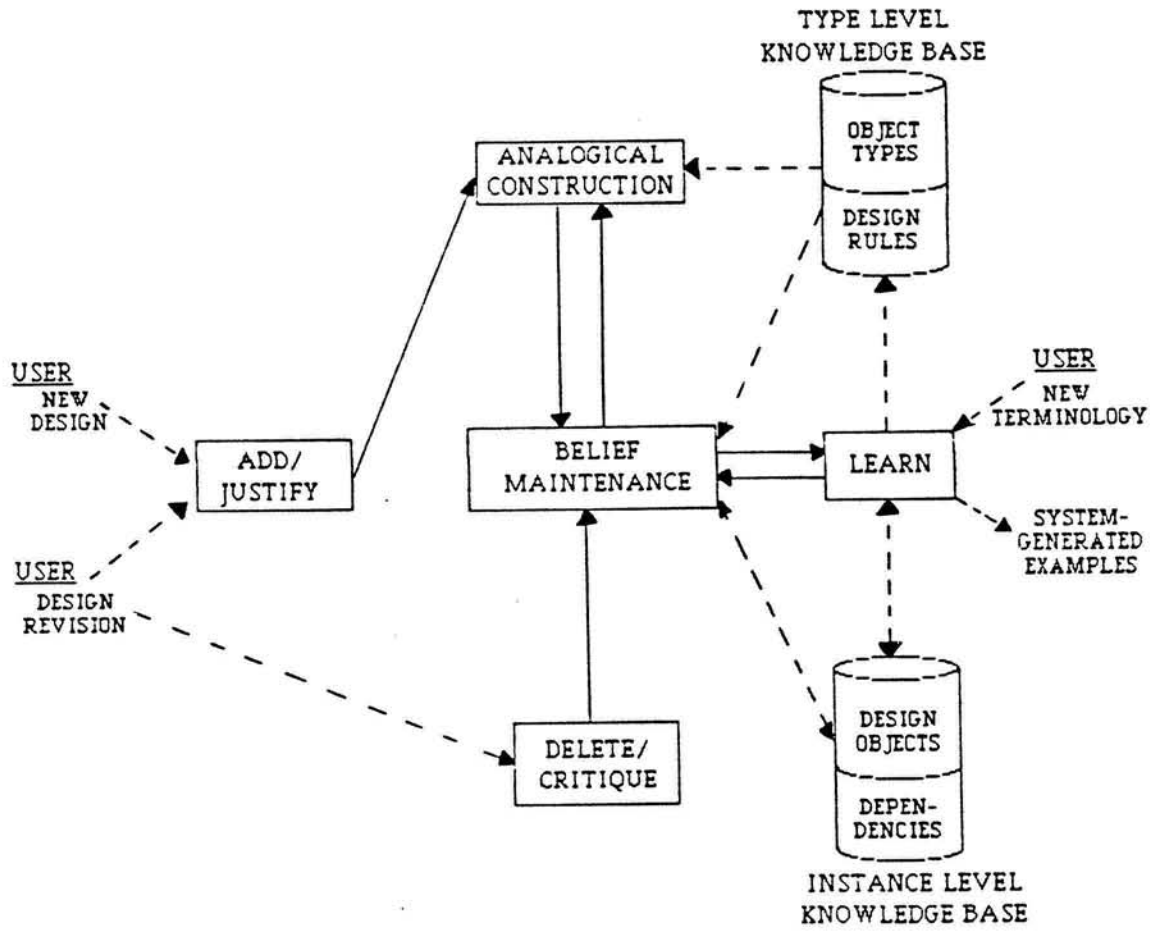 TYPE LEVEL
KNOWLEDGE BASE
OBJECT
TYPES
DESIGN
RULES
ANALOGICAL
CONSTRUCTION
USER
NEW
DESIGN
ADD/
JUSTIFY
USER
DESIGN
REVISION
BELIEF
MAINTENANCE
LEARN
USER
NEW
TERMINOLOGY
SYSTEM-
GENERATED
EXAMPLES
DELETE/
CRITIQUE
DESIGN
OBJECTS
DEPEN-
DENCIES
INSTANCE LEVEL
KNOWLEDGE BASE